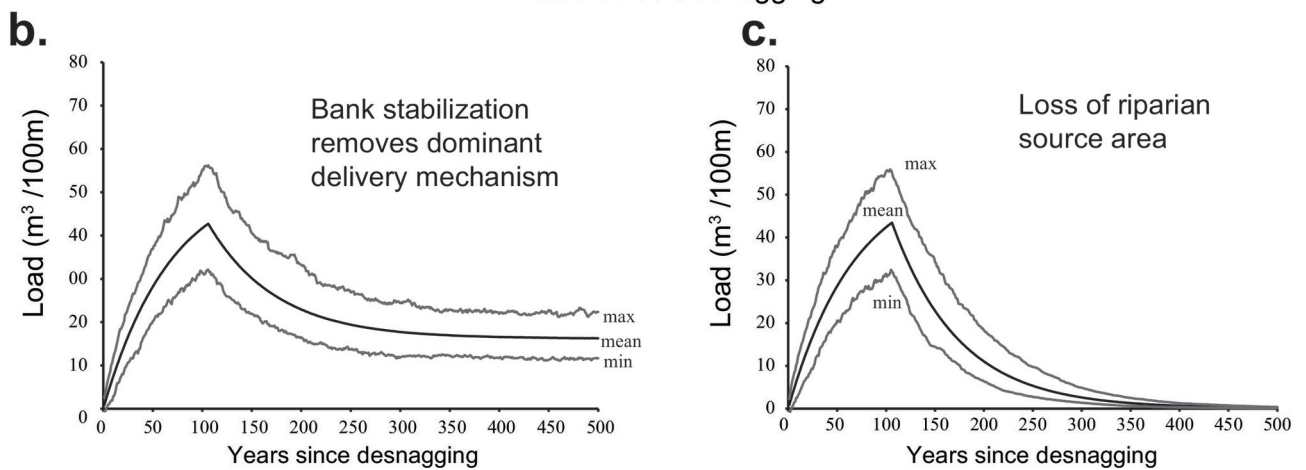 b.
80
70
60
50
40
00
20
10
0
Load (m³ /100m)
Bank stabilization
removes dominant
delivery mechanism
max
mean
min
0 50 100 150 200 250 300 350 400 450 500
Years since desnagging
c.
80
70
60
50
40
30
20
10
0
Load (m³ /100m)
Loss of riparian
source area
max
mean
min
0 50 100 150 200 250 300 350 400 450 500
Years since desnagging